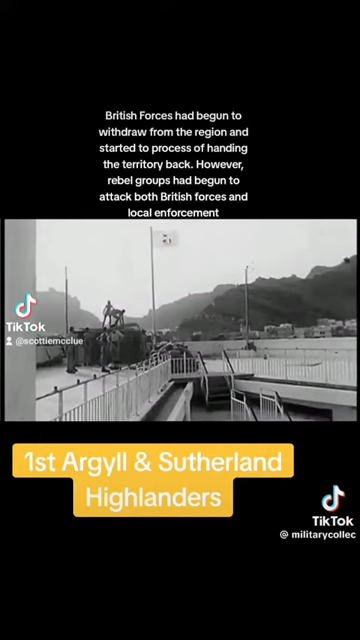 British Forces had begun to
withdraw from the region and
started to process of handing
the territory back. However,
rebel groups had begun to
attack both British forces and
local enforcement
TikTok
@scottiemcclue
1st Argyll & Sutherland
Highlanders
TikTok
@ militarycollec